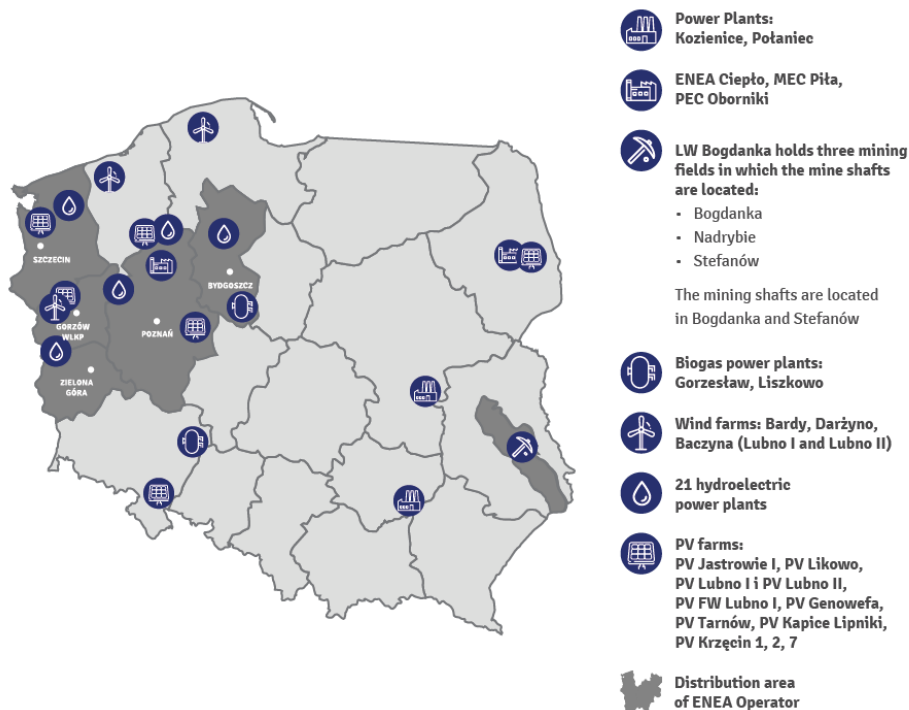 Power Plants:
Kozienice, Połaniec
ENEA Ciepło, MEC Piła,
PEC Oborniki
LW Bogdanka holds three mining
fields in which the mine shafts
are located:
• Bogdanka
• Nadrybie
• Stefanów
The mining shafts are located
in Bogdanka and Stefanów
Biogas power plants:
Gorzesław, Liszkowo
Wind farms: Bardy, Darżyno,
Baczyna (Lubno I and Lubno II)
21 hydroelectric
power plants
PV farms:
PV Jastrowie I, PV Likowo,
PV Lubno I i PV Lubno II,
PV FW Lubno I, PV Genowefa,
PV Tarnów, PV Kapice Lipniki,
PV Krzęcin 1, 2, 7
Distribution area
of ENEA Operator
SZCZECIN
BYDGOSZCZ
GORZÓW
WLKP
POZNAŃ
ZIELONA
GÓRA